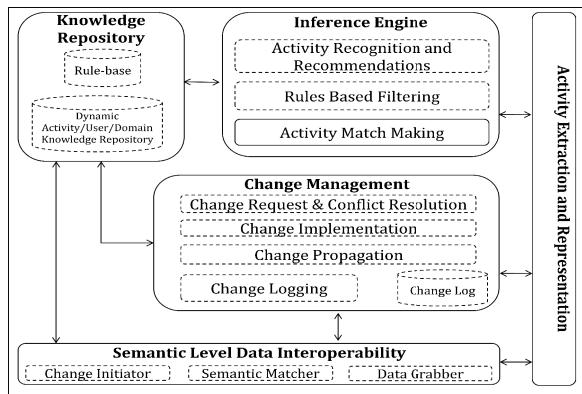 Knowledge
Repository
Rule-base
Dynamic
Activity/User/Domain
Knowledge Repository
Inference Engine
Activity Recognition and
Recommendations
Rules Based Filtering
Activity Match Making
Change Management
Change Request & Conflict Resolution
Change Implementation
Change Propagation
Change Logging
Change Log
Semantic Level Data Interoperability
Change Initiator
Semantic Matcher
Data Grabber
Activity Extraction and Representation